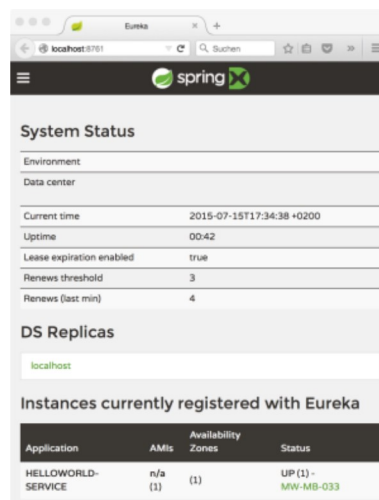 Eureka
localhost:8761
Suchen
spring
System Status
Environment
Data center
Current time 2015-07-15T17:34:38 +0200
Uptime 00:42
Lease expiration enabled true
Renews threshold 3
Renews (last min) 4
DS Replicas
localhost
Instances currently registered with Eureka
Application AMIs Availability Zones Status
HELLOWORLD-SERVICE n/a (1) (1) UP (1) - MW-MB-033